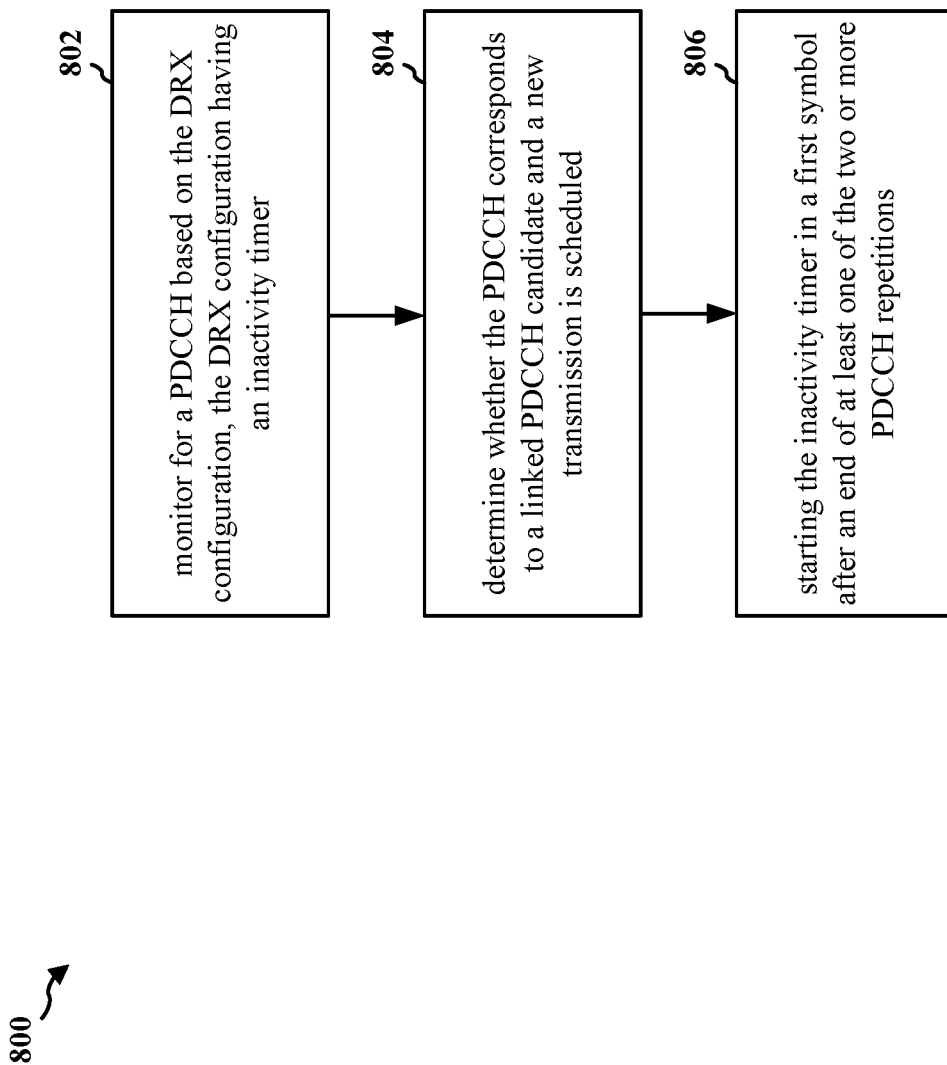 800
802
monitor for a PDCCH based on the DRX
configuration, the DRX configuration having
an inactivity timer
804
determine whether the PDCCH corresponds
to a linked PDCCH candidate and a new
transmission is scheduled
806
starting the inactivity timer in a first symbol
after an end of at least one of the two or more
PDCCH repetitions